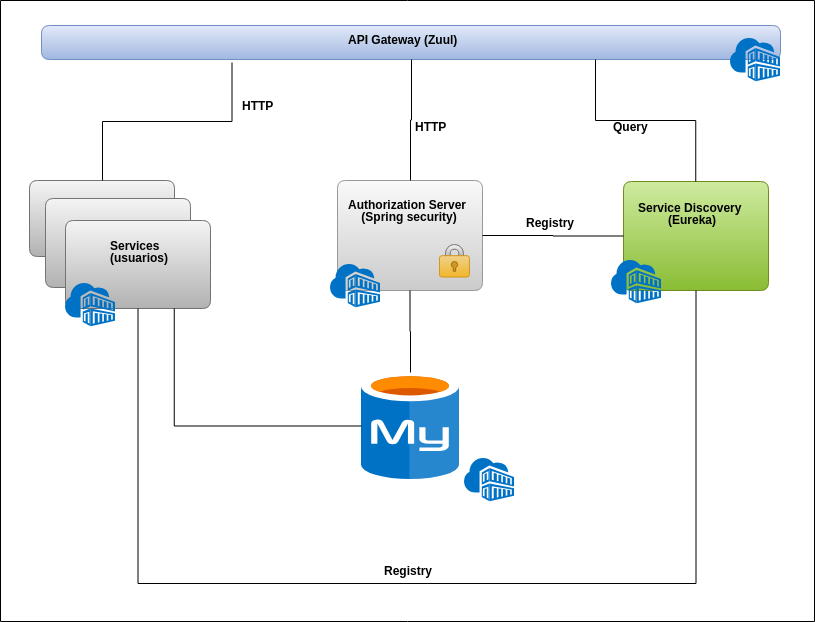 API Gateway (Zuul)
HTTP
HTTP
Query
Services
(usuarios)
Authorization Server
(Spring security)
Registry
Service Discovery
(Eureka)
My
Registry